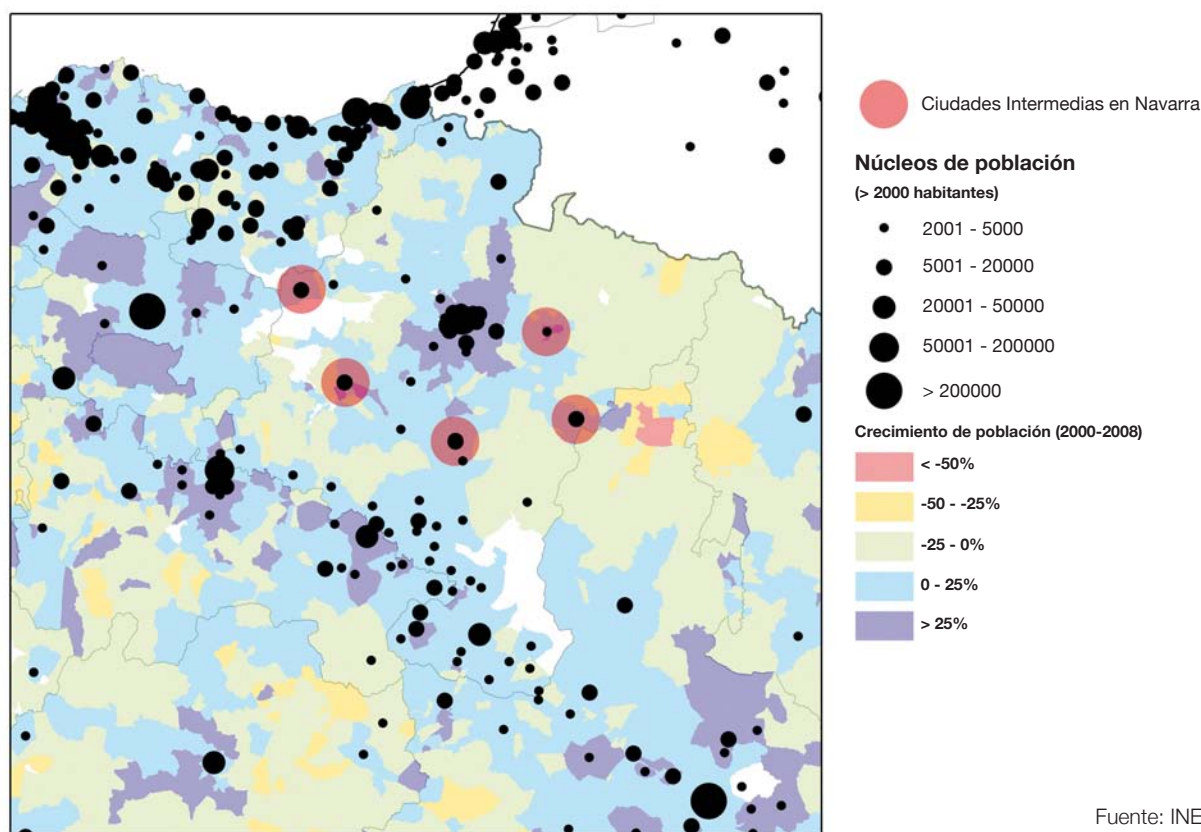 Ciudades Intermedias en Navarra
Núcleos de población
(> 2000 habitantes)
2001 - 5000
5001 - 20000
20001 - 50000
50001 - 200000
> 200000
Crecimiento de población (2000-2008)
< -50%
-50 - -25%
-25 - 0%
0 - 25%
> 25%
Fuente: INE